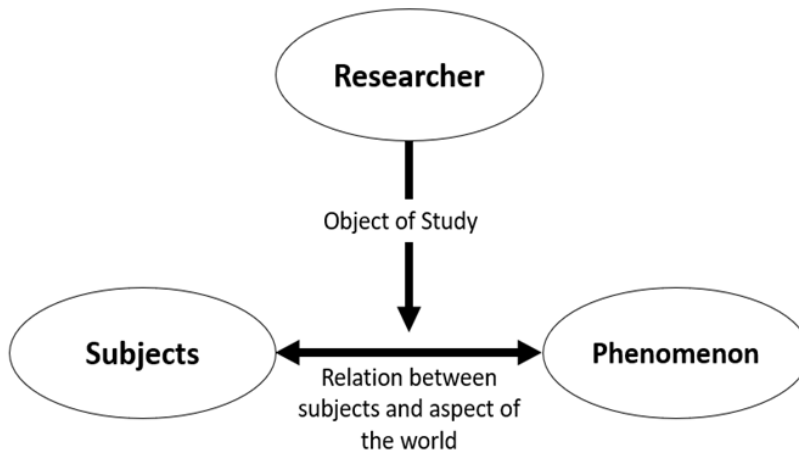 Researcher
Object of Study
Subjects
Phenomenon
Relation between
subjects and aspect of
the world